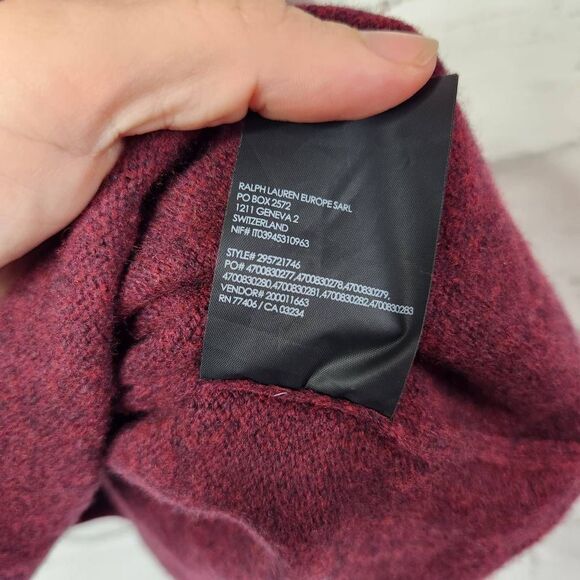 RALPH LAUREN EUROPE SARL
PO BOX 2572
1211 GENEVA 2
SWITZERLAND
NIF# IT03945310963
STYLE# 295721746
PO# 4700830277,4700830278,4700830279,
4700830280,4700830281,4700830282,4700830283
VENDOR# 200011663
RN 77406 / CA 03234